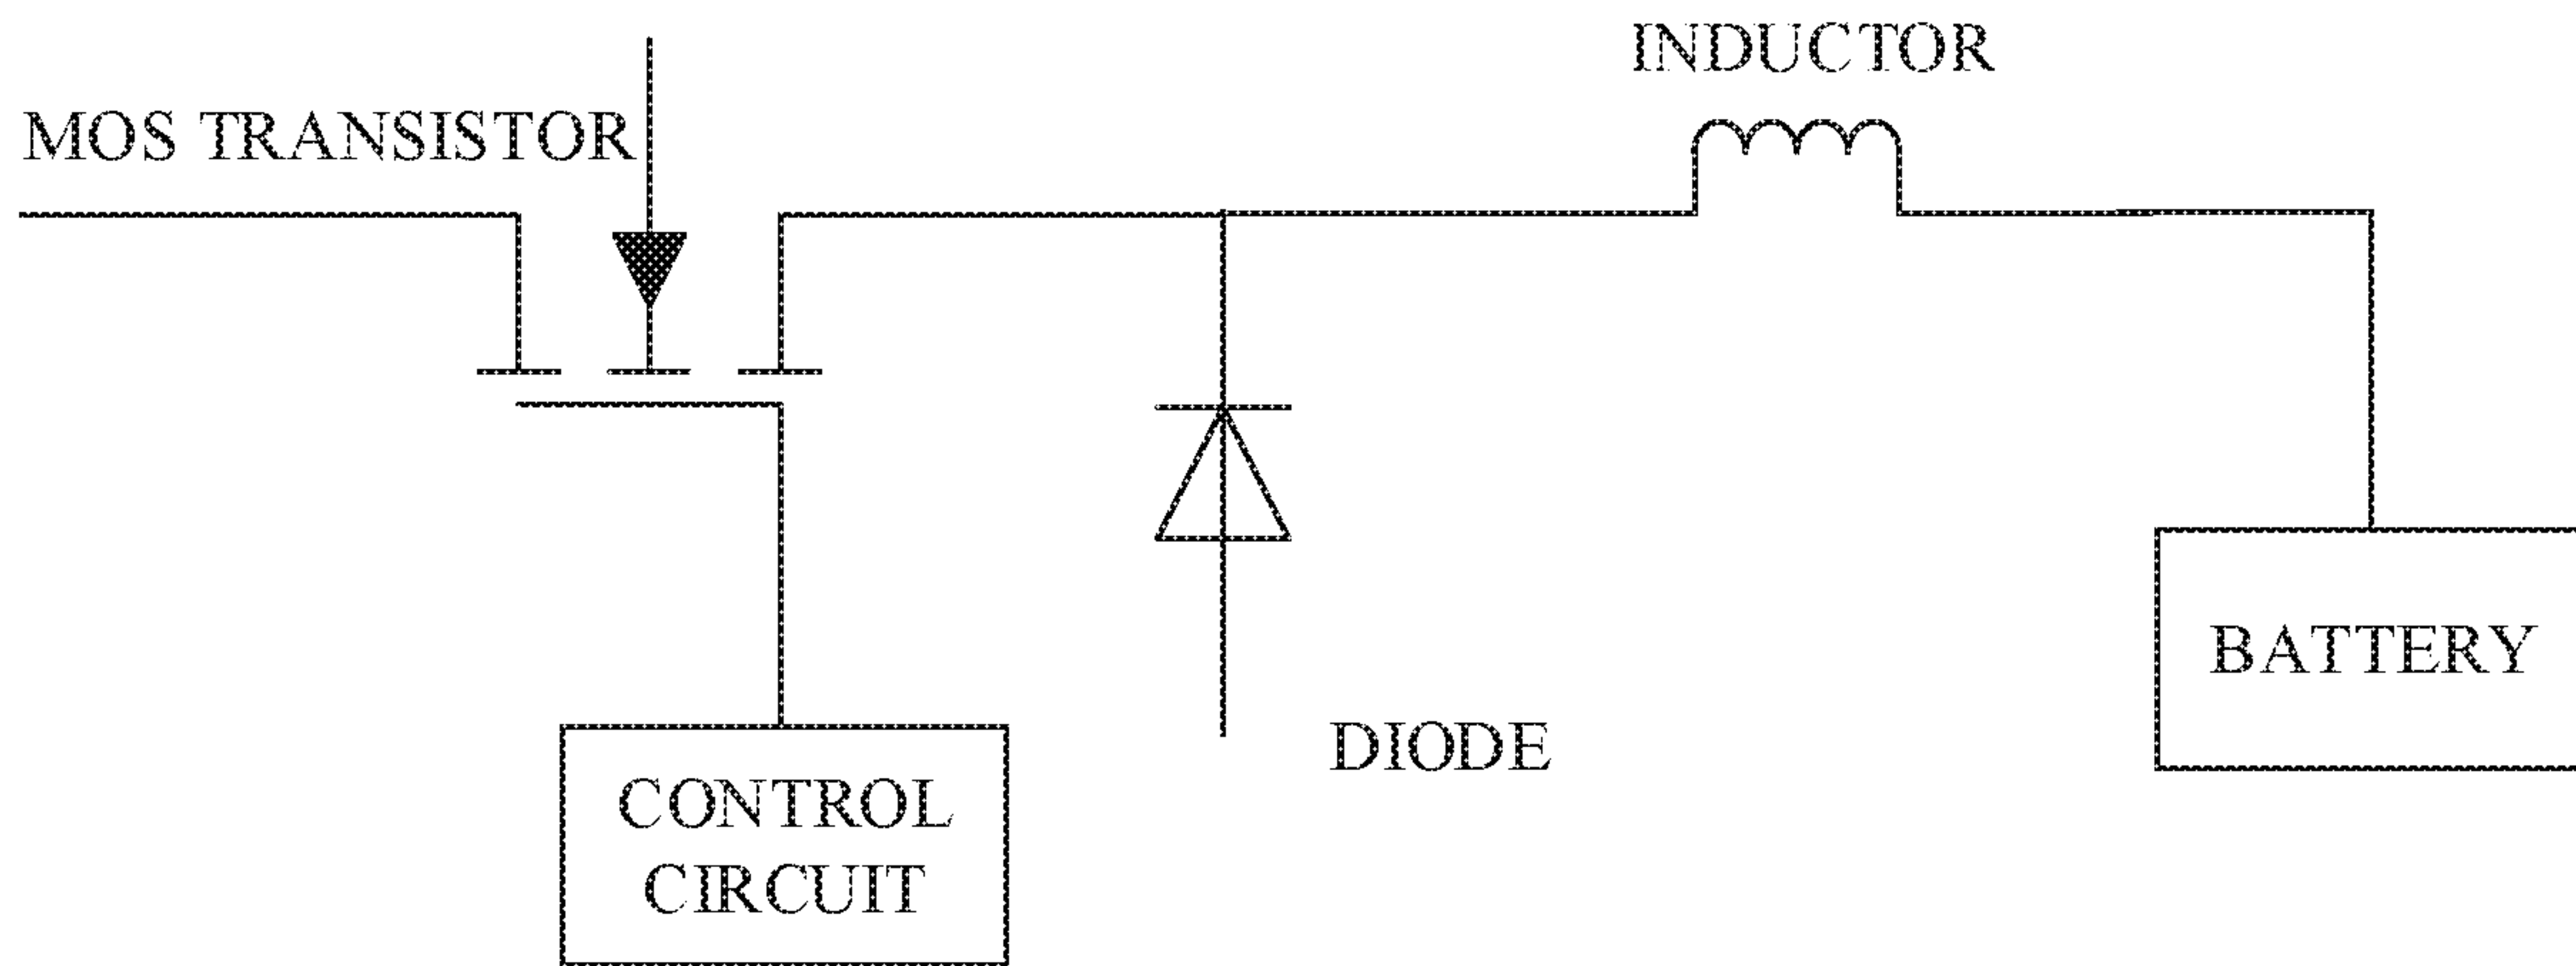 INDUCTOR
MOS TRANSISTOR
BATTERY
DIODE
CONTROL
CIRCUIT